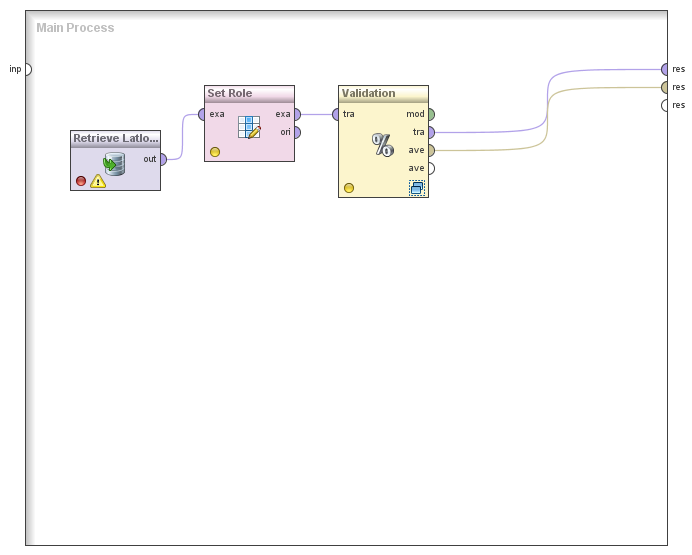 Main Process
inp
res
res
res
Set Role
exa
exa
ori
Validation
tra
mod
tra
ave
ave
Retrieve Latlo...
out